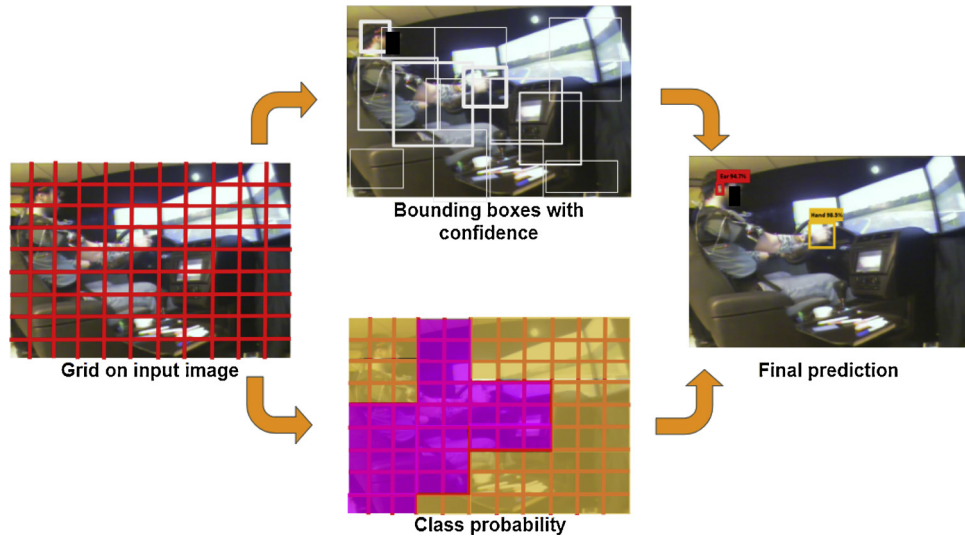 Bounding boxes with
confidence
Grid on input image
Ear 94.7%
Hand 98.5%
Final prediction
Class probability